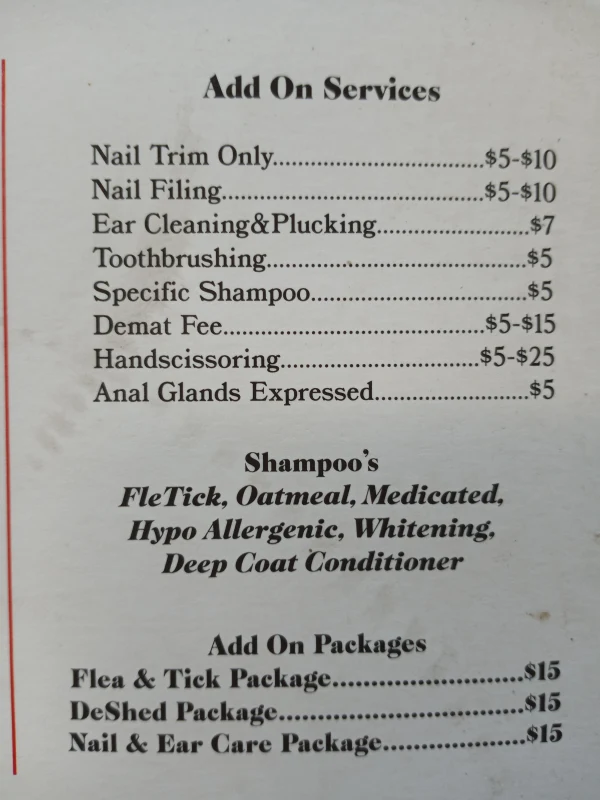 Add On Services
Nail Trim Only................................$5-$10
Nail Filing.......................................$5-$10
Ear Cleaning&Plucking.......................$7
Toothbrushing.......................................$5
Specific Shampoo................................$5
Demat Fee.......................................$5-$15
Handscissoring..............................$5-$25
Anal Glands Expressed.......................$5
Shampoo's
FleTick, Oatmeal, Medicated,
Hypo Allergenic, Whitening,
Deep Coat Conditioner
Add On Packages
Flea & Tick Package..........................$15
DeShed Package.................................$15
Nail & Ear Care Package...................$15